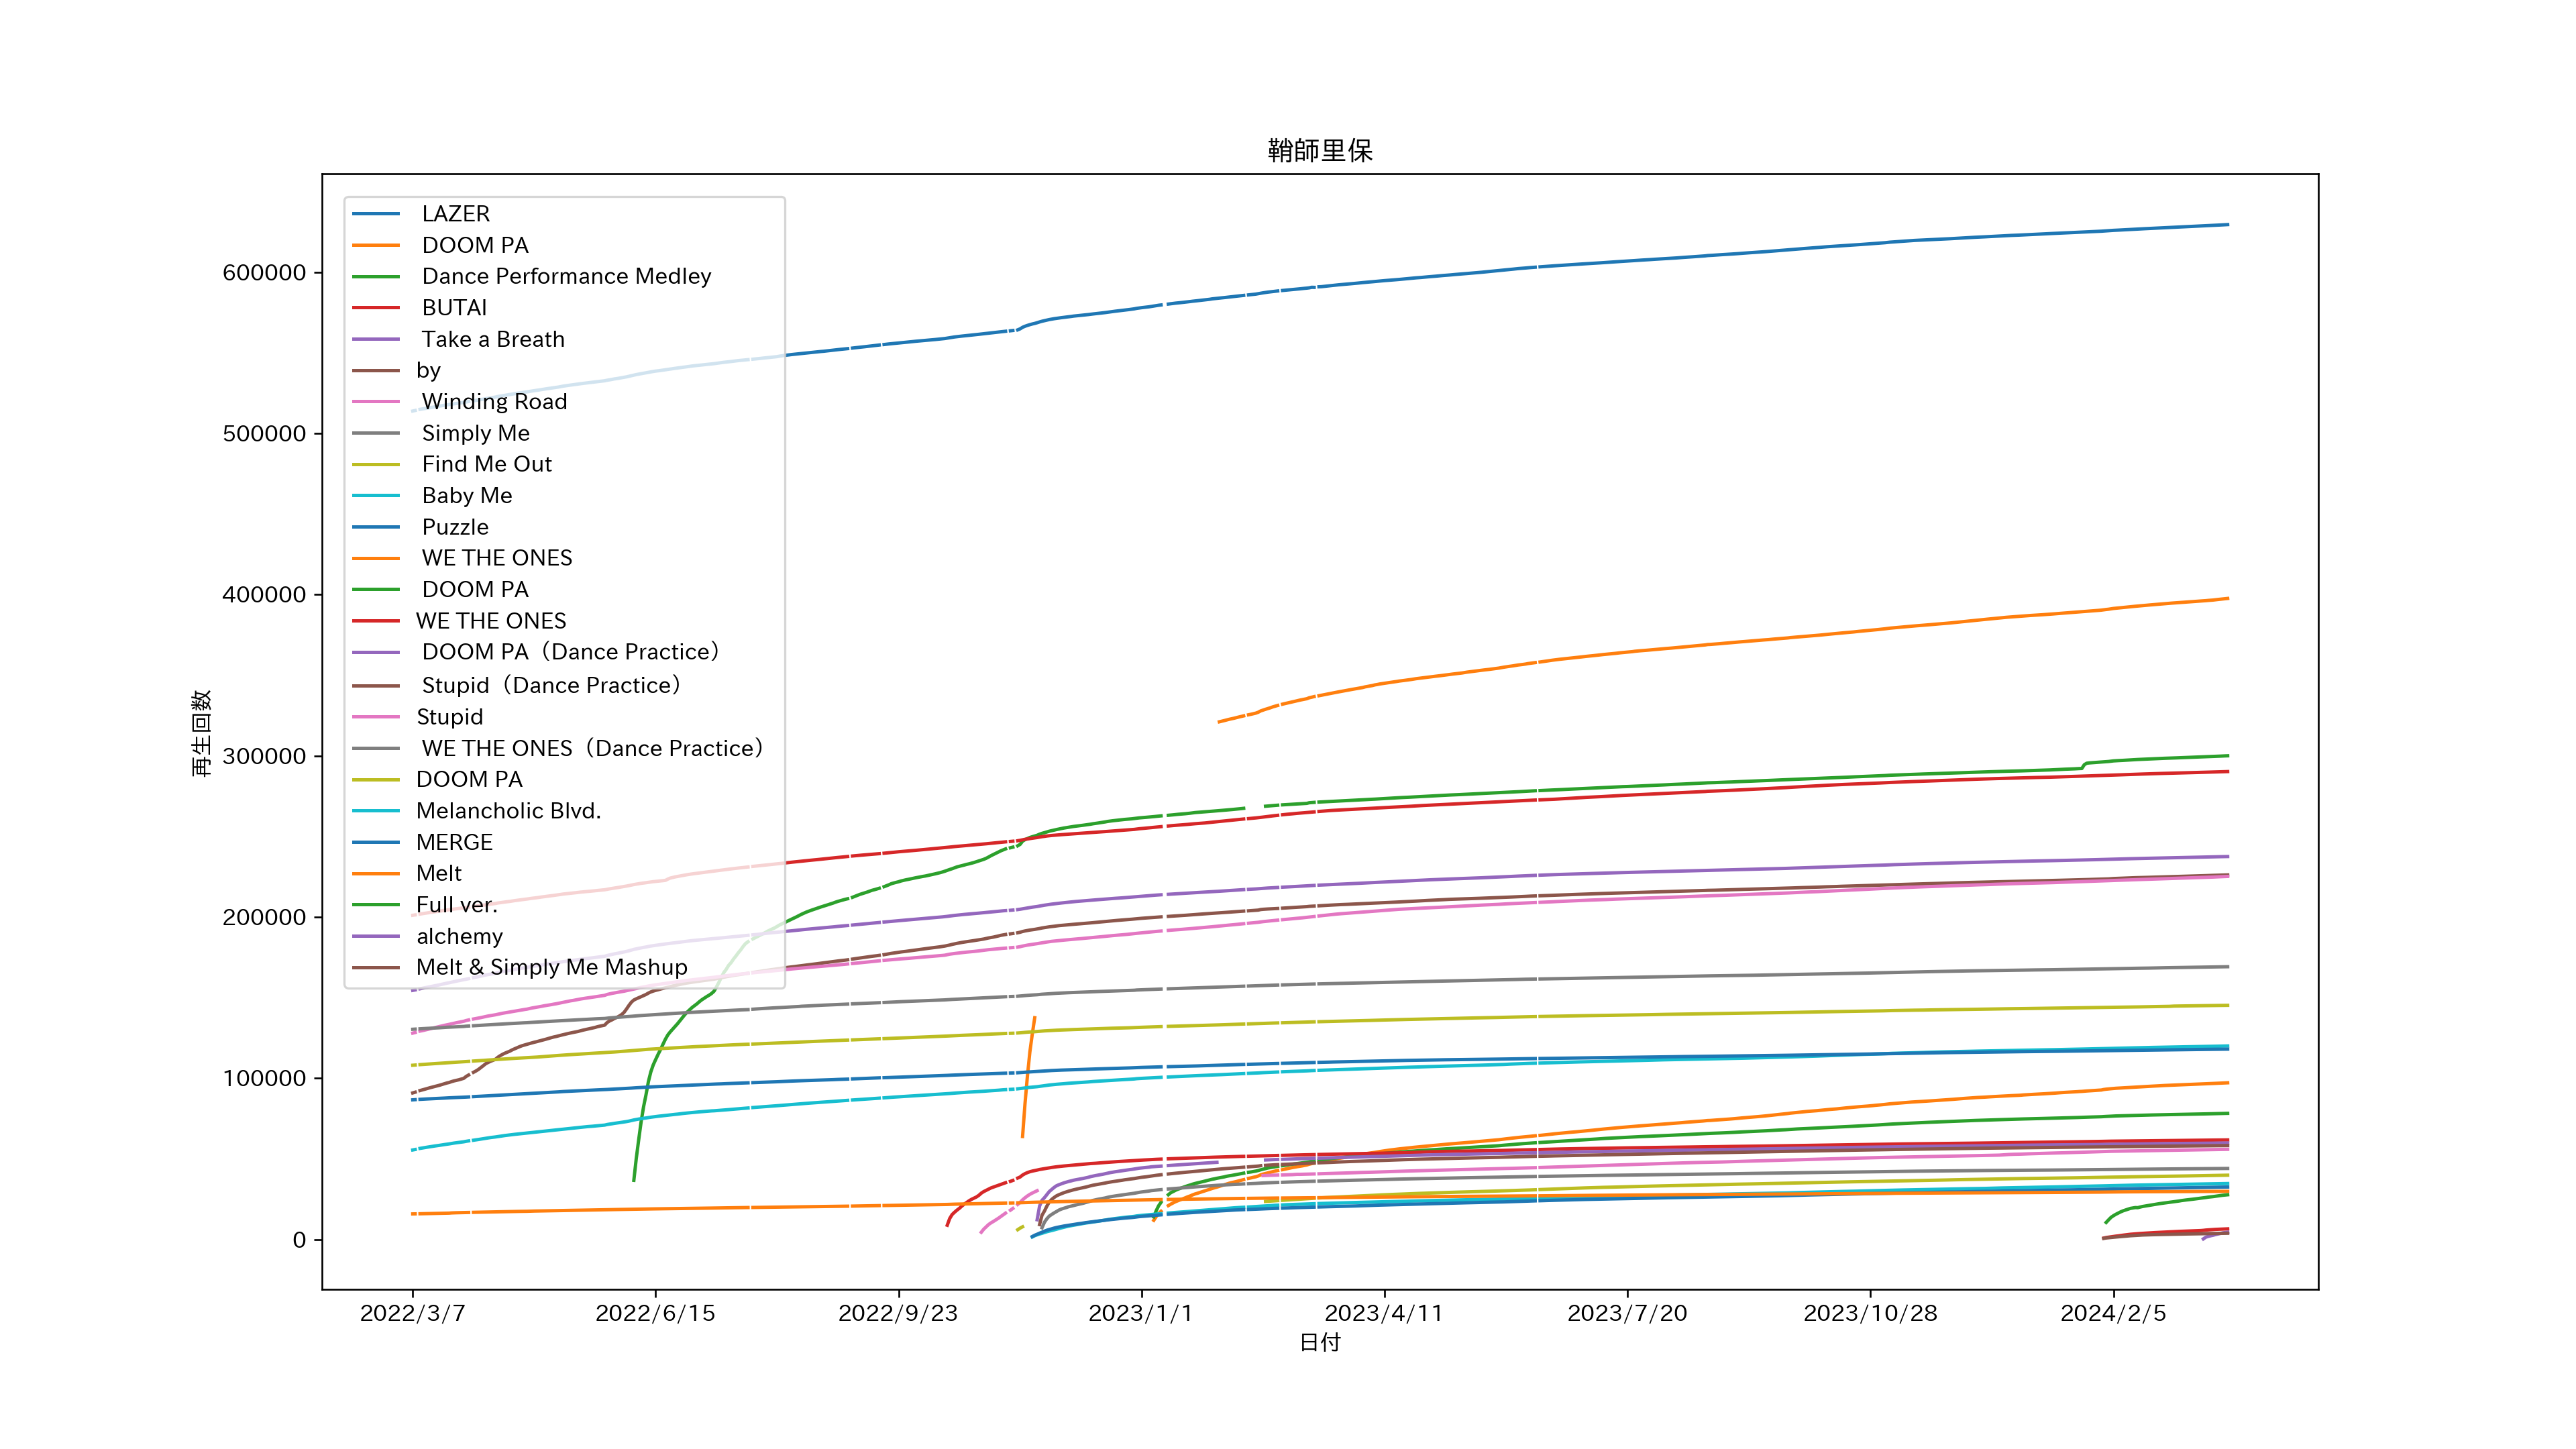 鞘師里保
LAZER
DOOM PA
Dance Performance Medley
BUTAI
Take a Breath
by
Winding Road
Simply Me
Find Me Out
Baby Me
Puzzle
WE THE ONES
DOOM PA
WE THE ONES
DOOM PA（Dance Practice）
Stupid（Dance Practice）
Stupid
WE THE ONES（Dance Practice）
DOOM PA
Melancholic Blvd.
MERGE
Melt
Full ver.
alchemy
Melt & Simply Me Mashup
600000
500000
400000
300000
200000
100000
0
再生回数
2022/3/7
2022/6/15
2022/9/23
2023/1/1
2023/4/11
2023/7/20
2023/10/28
2024/2/5
日付